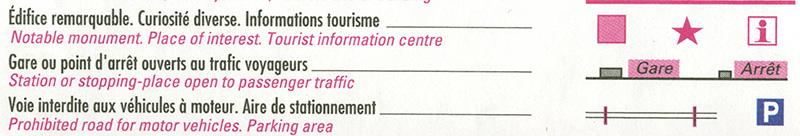 Édifice remarquable. Curiosité diverse. Informations tourisme
Notable monument. Place of interest. Tourist information centre
i
Gare ou point d'arrêt ouverts au trafic voyageurs
Station or stopping-place open to passenger traffic
Gare Arrêt
Voie interdite aux véhicules à moteur. Aire de stationnement
Prohibited road for motor vehicles. Parking area
P